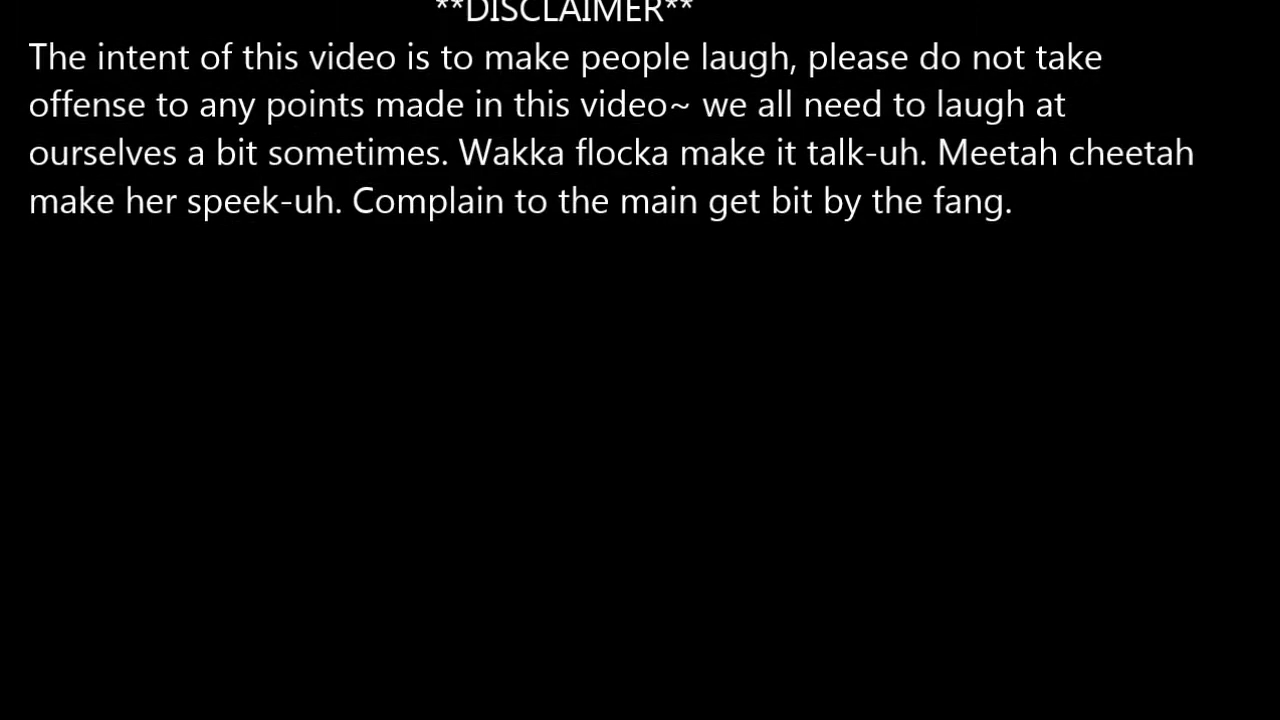 **DISCLAIMER**
The intent of this video is to make people laugh, please do not take
offense to any points made in this video~ we all need to laugh at
ourselves a bit sometimes. Wakka flocka make it talk-uh. Meetah cheetah
make her speek-uh. Complain to the main get bit by the fang.